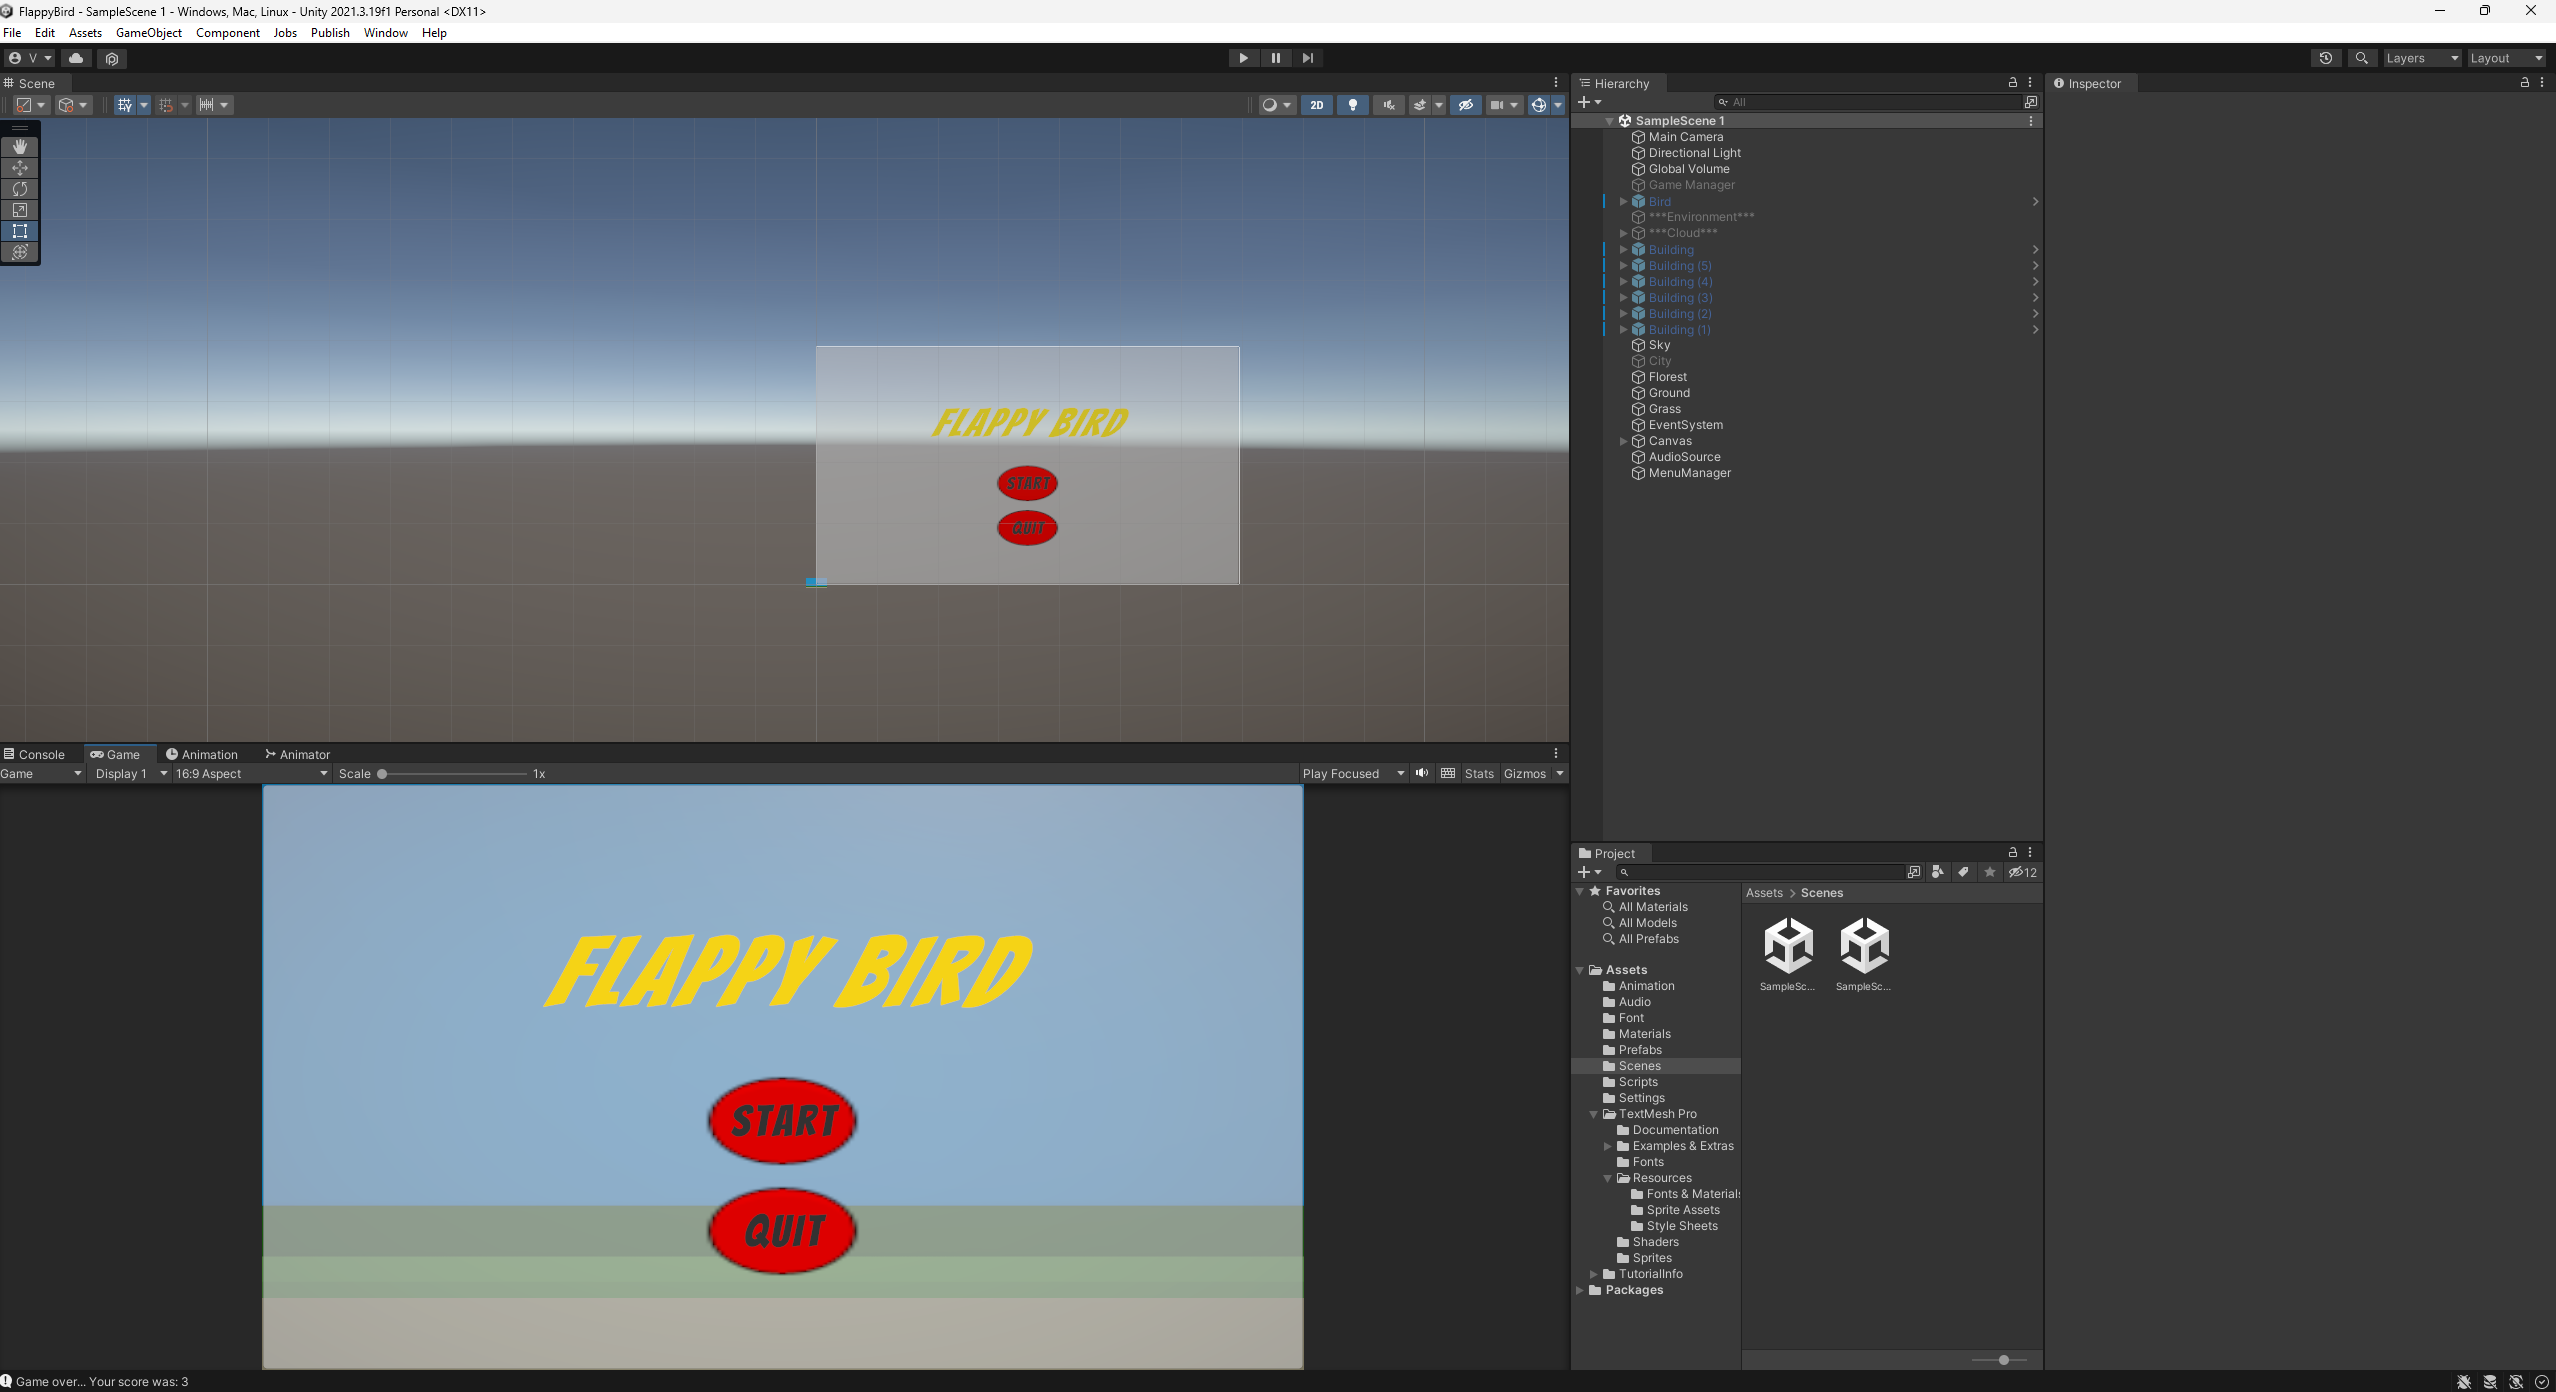 FlappyBird - SampleScene 1 - Windows, Mac, Linux - Unity 2021.3.19f1 Personal <DX11>
File Edit Assets GameObject Component Jobs Publish Window Help
V
Layers Layout
Scene
2D
FLAPPY BIRD
START
QUIT
Hierarchy
All
SampleScene 1
Main Camera
Directional Light
Global Volume
Game Manager
Bird
***Environment***
***Cloud***
Building
Building (5)
Building (4)
Building (3)
Building (2)
Building (1)
Sky
City
Florest
Ground
Grass
EventSystem
Canvas
AudioSource
MenuManager
Inspector
Console Game Animation Animator
Game Display 1 16:9 Aspect Scale 1x Play Focused Stats Gizmos
FLAPPY BIRD
START
QUIT
Project
12
Favorites
All Materials
All Models
All Prefabs
Assets
Animation
Audio
Font
Materials
Prefabs
Scenes
Scripts
Settings
TextMesh Pro
Documentation
Examples & Extras
Fonts
Resources
Fonts & Material
Sprite Assets
Style Sheets
Shaders
Sprites
TutorialInfo
Packages
Assets > Scenes
SampleSc... SampleSc...
Game over... Your score was: 3